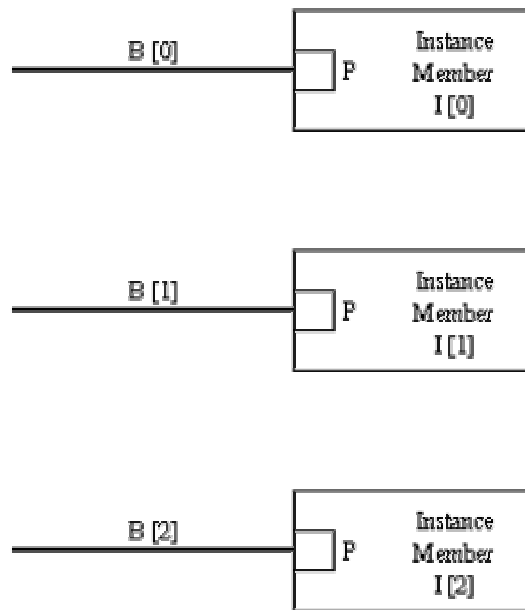 B [0]
P
Instance
Member
I [0]
B [1]
P
Instance
Member
I [1]
B [2]
P
Instance
Member
I [2]